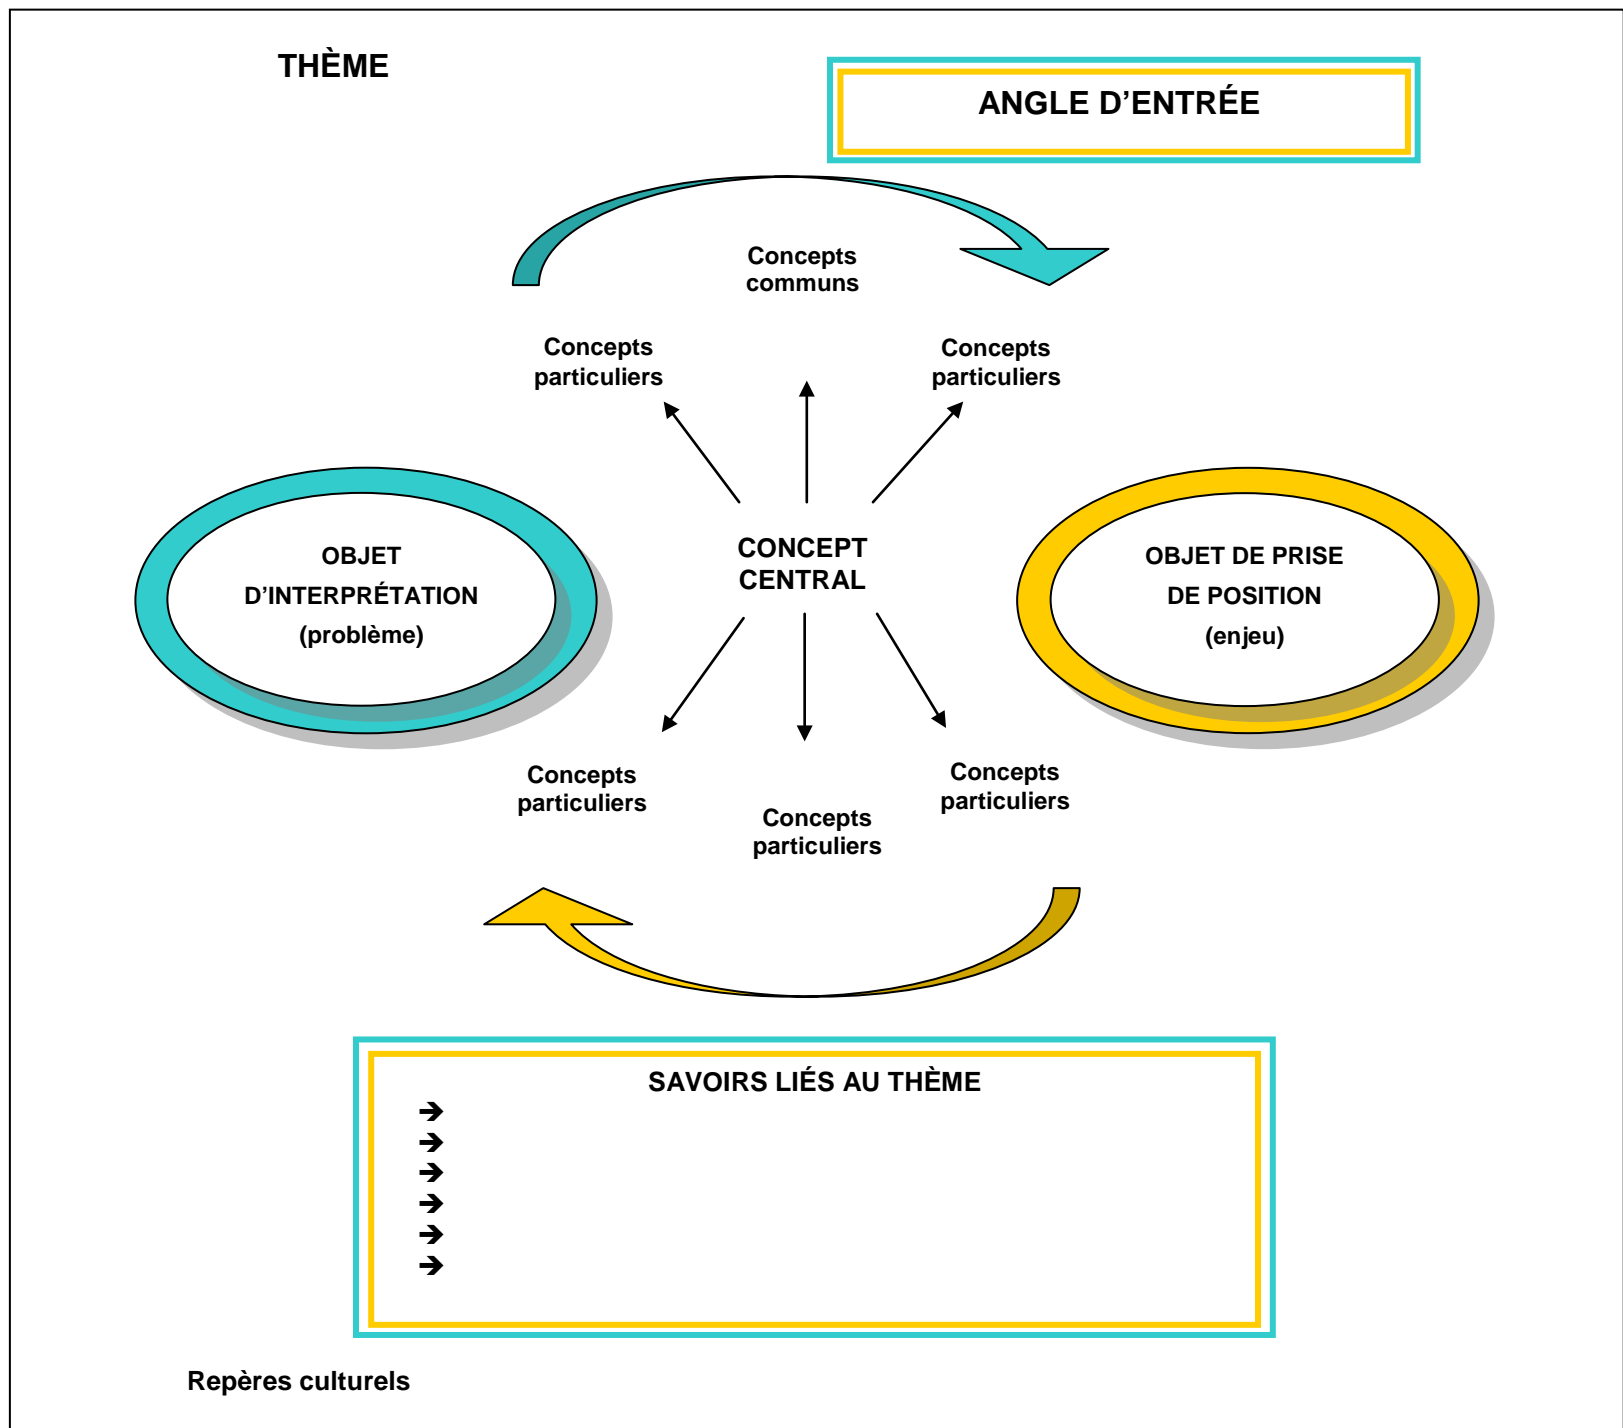 THÈME
ANGLE D’ENTRÉE
Concepts
communs
Concepts
particuliers
Concepts
particuliers
OBJET
D’INTERPRÉTATION
(problème)
CONCEPT
CENTRAL
OBJET DE PRISE
DE POSITION
(enjeu)
Concepts
particuliers
Concepts
particuliers
Concepts
particuliers
SAVOIRS LIÉS AU THÈME
➔
➔
➔
➔
➔
➔
Repères culturels